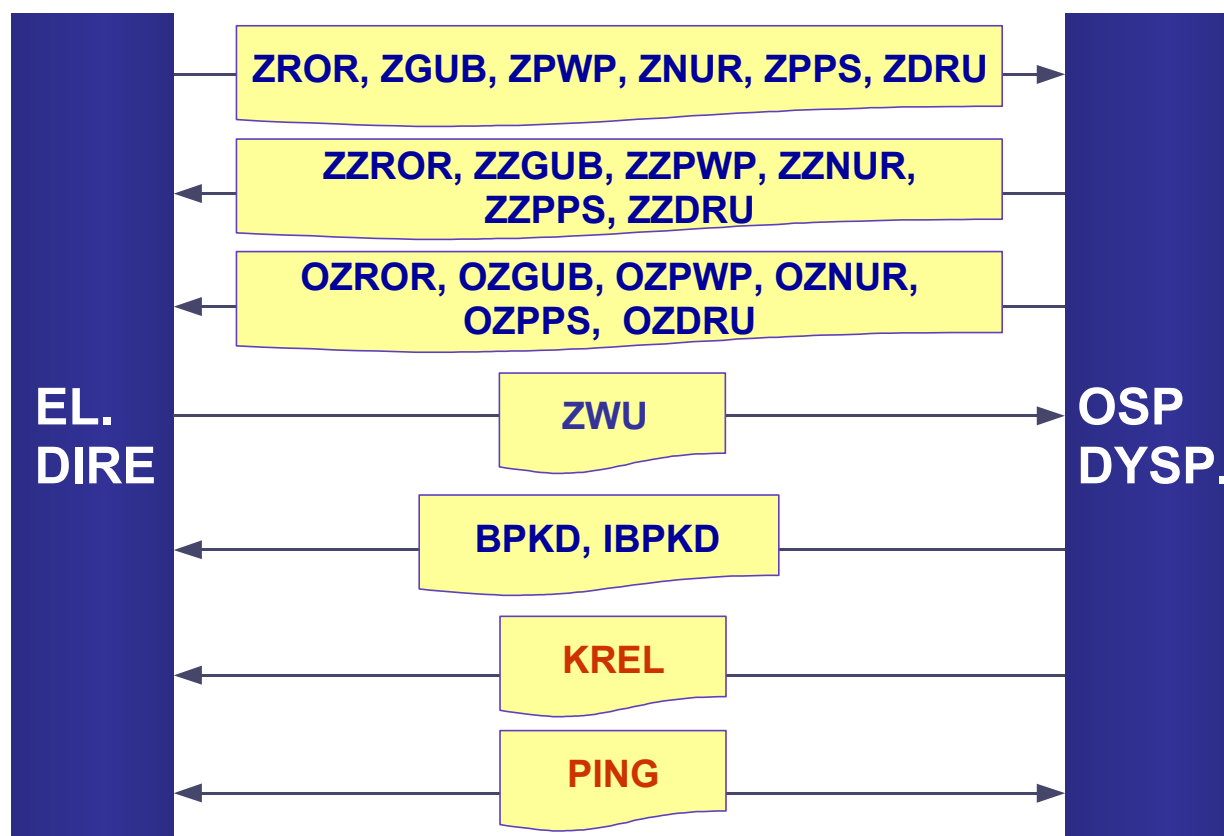 ZROR, ZGUB, ZPWP, ZNUR, ZPPS, ZDRU
ZZROR, ZZGUB, ZZPWP, ZZNUR,
ZZPPS, ZZDRU
OZROR, OZGUB, OZPWP, OZNUR,
OZPPS, OZDRU
EL.
DIRE
ZWU
OSP
DYSP.
BPKD, IBPKD
KREL
PING